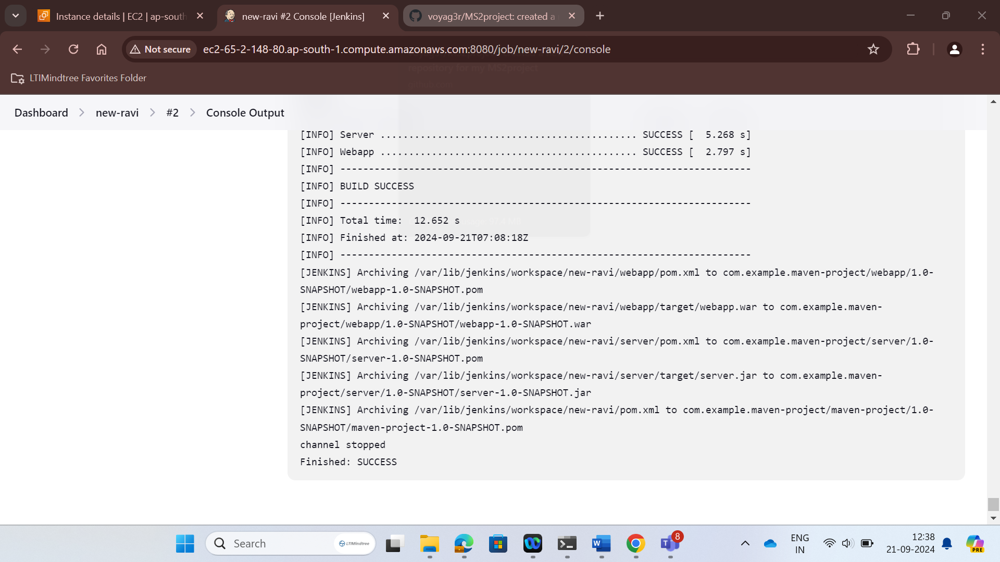 Instance details | EC2 | ap-south
new-ravi #2 Console [Jenkins]
voyag3r/MS2project: created a
Not secure
ec2-65-2-148-80.ap-south-1.compute.amazonaws.com:8080/job/new-ravi/2/console
repository for my MS2project
LTIMindtree Favorites Folder
Dashboard
new-ravi
#2
Console Output
[INFO] Server ............................................. SUCCESS [  5.268 s]
[INFO] Webapp ............................................. SUCCESS [  2.797 s]
[INFO] ------------------------------------------------------------------------
[INFO] BUILD SUCCESS
[INFO] ------------------------------------------------------------------------
[INFO] Total time:  12.652 s
[INFO] Finished at: 2024-09-21T07:08:18Z
[INFO] ------------------------------------------------------------------------
[JENKINS] Archiving /var/lib/jenkins/workspace/new-ravi/webapp/pom.xml to com.example.maven-project/webapp/1.0-
SNAPSHOT/webapp-1.0-SNAPSHOT.pom
[JENKINS] Archiving /var/lib/jenkins/workspace/new-ravi/webapp/target/webapp.war to com.example.maven-
project/webapp/1.0-SNAPSHOT/webapp-1.0-SNAPSHOT.war
[JENKINS] Archiving /var/lib/jenkins/workspace/new-ravi/server/pom.xml to com.example.maven-project/server/1.0-
SNAPSHOT/server-1.0-SNAPSHOT.pom
[JENKINS] Archiving /var/lib/jenkins/workspace/new-ravi/server/target/server.jar to com.example.maven-
project/server/1.0-SNAPSHOT/server-1.0-SNAPSHOT.jar
[JENKINS] Archiving /var/lib/jenkins/workspace/new-ravi/pom.xml to com.example.maven-project/maven-project/1.0-
SNAPSHOT/maven-project-1.0-SNAPSHOT.pom
channel stopped
Finished: SUCCESS
Search
LTIMindtree
8
ENG
IN
12:38
21-09-2024
PRE